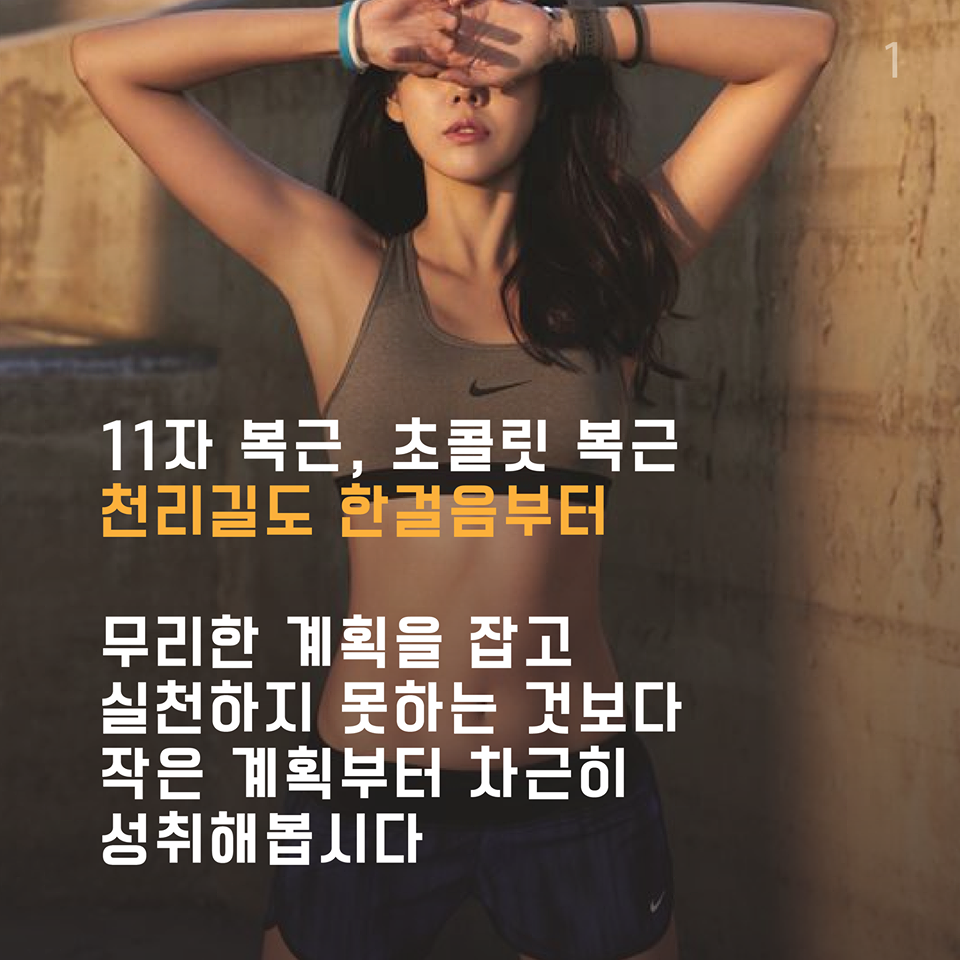 1
11자 복근, 초콜릿 복근
천리길도 한걸음부터
무리한 계획을 잡고
실천하지 못하는 것보다
작은 계획부터 차근히
성취해봅시다